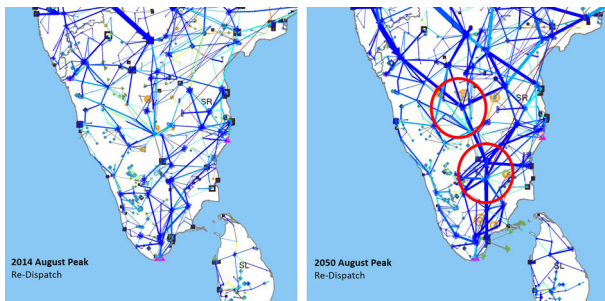 SR
SL
2014 August Peak
Re-Dispatch
SR
SL
2050 August Peak
Re-Dispatch